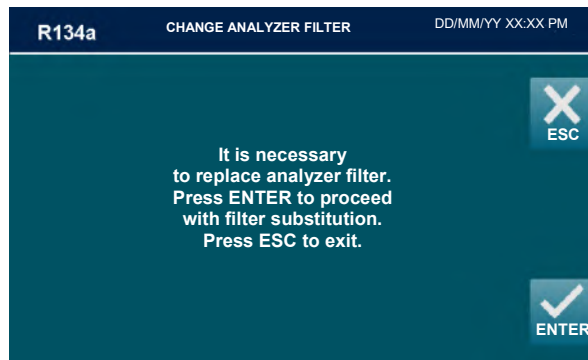 R134a
CHANGE ANALYZER FILTER
DD/MM/YY XX:XX PM
ESC
It is necessary
to replace analyzer filter.
Press ENTER to proceed
with filter substitution.
Press ESC to exit.
ENTER